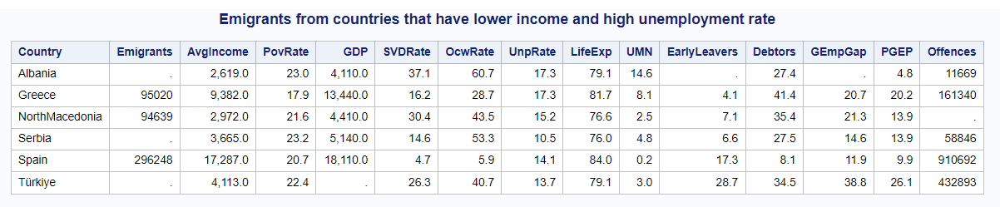 Emigrants from countries that have lower income and high unemployment rate
Country Emigrants AvgIncome PovRate GDP SVDRate OcwRate UnpRate LifeExp UMN EarlyLeavers Debtors GEmpGap PGEP Offences
Albania . 2,619.0 23.0 4,110.0 37.1 60.7 17.3 79.1 14.6 . 27.4 . 4.8 11669
Greece 95020 9,382.0 17.9 13,440.0 16.2 28.7 17.3 81.7 8.1 4.1 41.4 20.7 20.2 161340
NorthMacedonia 94639 2,972.0 21.6 4,410.0 30.4 43.5 15.2 76.6 2.5 7.1 35.4 21.3 13.9 .
Serbia . 3,665.0 23.2 5,140.0 14.6 53.3 10.5 76.0 4.8 6.6 27.5 14.6 13.9 58846
Spain 296248 17,287.0 20.7 18,110.0 4.7 5.9 14.1 84.0 0.2 17.3 8.1 11.9 9.9 910692
Türkiye . 4,113.0 22.4 . 26.3 40.7 13.7 79.1 3.0 28.7 34.5 38.8 26.1 432893